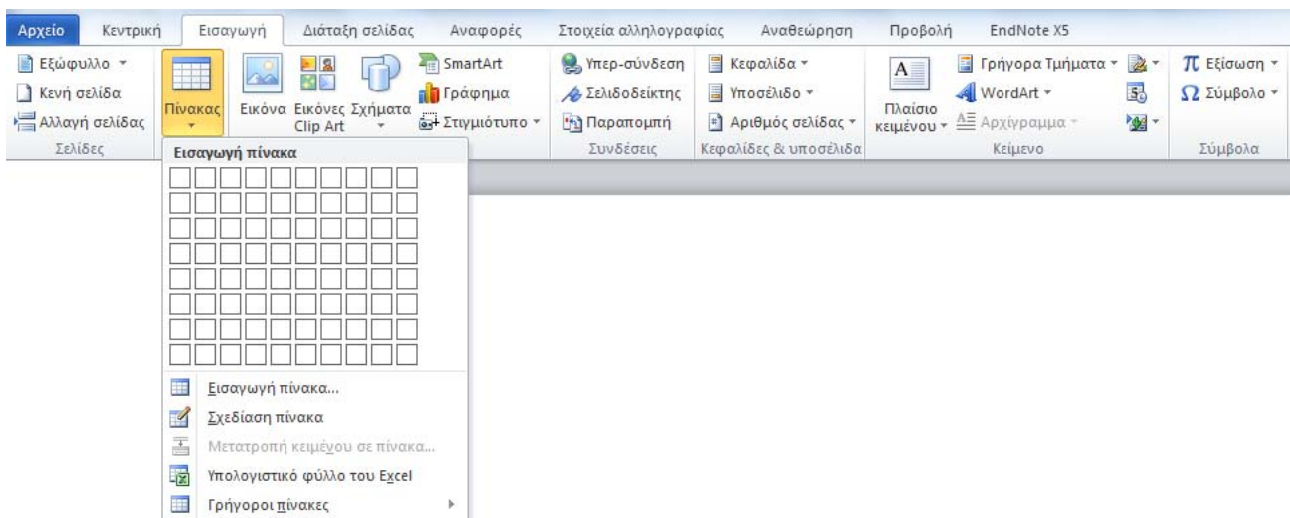 Αρχείο Κεντρική Εισαγωγή Διάταξη σελίδας Αναφορές Στοιχεία αλληλογραφίας Αναθεώρηση Προβολή EndNote X5
Εξώφυλλο
Κενή σελίδα
Αλλαγή σελίδας
Σελίδες
Πίνακας
Εικόνα
Εικόνες
Clip Art
Σχήματα
SmartArt
Γράφημα
Στιγμιότυπο
Υπερ-σύνδεση
Σελιδοδείκτης
Παραπομπή
Συνδέσεις
Κεφαλίδα
Υποσέλιδο
Αριθμός σελίδας
Κεφαλίδες & υποσέλιδα
Πλαίσιο
κειμένου
Γρήγορα Τμήματα
WordArt
Αρχίγραμμα
Κείμενο
π Εξίσωση
Ω Σύμβολο
Σύμβολα
Εισαγωγή πίνακα
Εισαγωγή πίνακα...
Σχεδίαση πίνακα
Μετατροπή κειμένου σε πίνακα...
Υπολογιστικό φύλλο του Excel
Γρήγοροι πίνακες